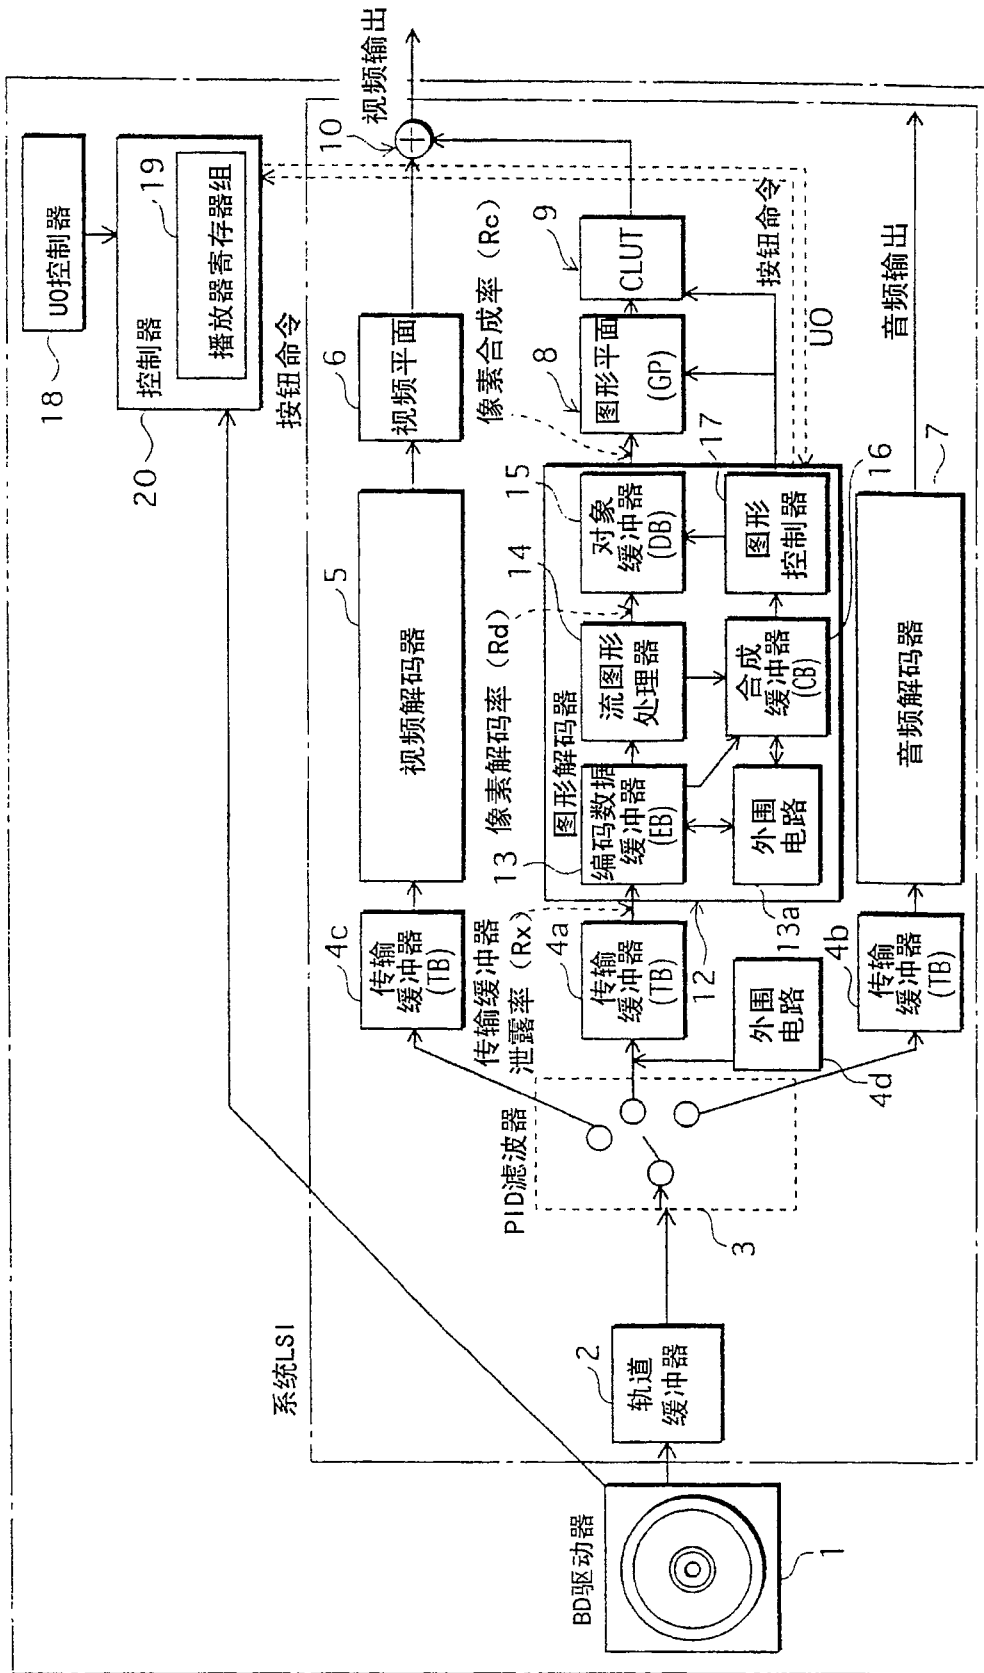 UO控制器
18
控制器
19
播放器寄存器组
20
按钮命令
视频输出
10
系统LSI
5
视频解码器
6
视频平面
4c
传输
缓冲器
(TB)
传输缓冲器
泄露率（Rx）
像素解码率（Rd）
像素合成率（Rc）
PID滤波器
3
4a
传输
缓冲器
(TB)
图形解码器
13
编码数据
缓冲器
(EB)
14
流图形
处理器
15
对象
缓冲器
(DB)
8
图形平面
(GP)
9
CLUT
按钮命令
UO
外围
电路
4d
12
外围
电路
13a
合成
缓冲器
(CB)
16
图形
控制器
17
4b
传输
缓冲器
(TB)
音频解码器
7
音频输出
BD驱动器
1
2
轨道
缓冲器